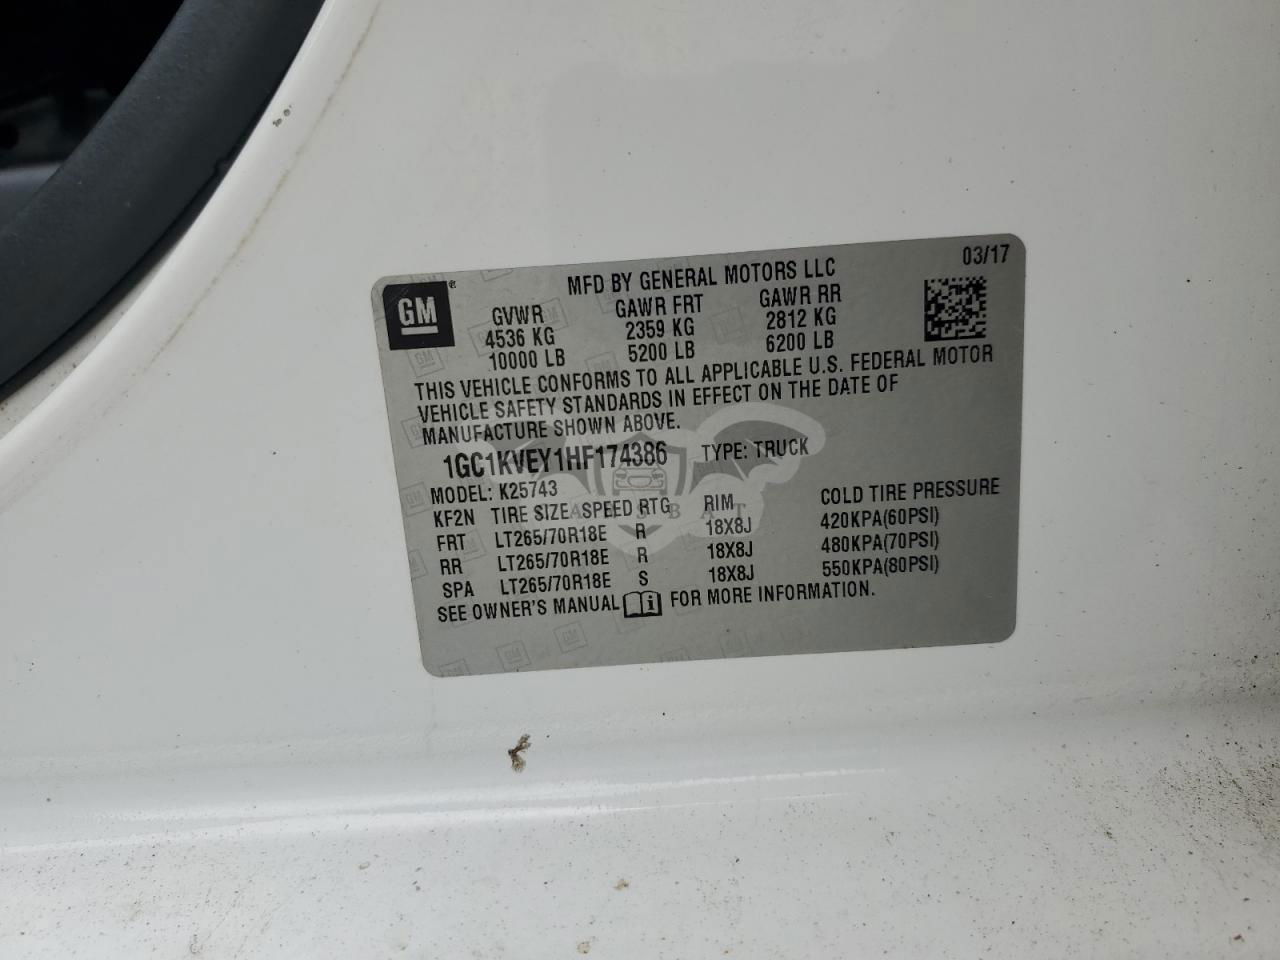 03/17
MFD BY GENERAL MOTORS LLC
GM ®
GVWR GAWR FRT GAWR RR
4536 KG 2359 KG 2812 KG
10000 LB 5200 LB 6200 LB
THIS VEHICLE CONFORMS TO ALL APPLICABLE U.S. FEDERAL MOTOR
VEHICLE SAFETY STANDARDS IN EFFECT ON THE DATE OF
MANUFACTURE SHOWN ABOVE.
1GC1KVEY1HF174386 TYPE: TRUCK
MODEL: K25743
KF2N TIRE SIZE SPEED RTG RIM COLD TIRE PRESSURE
FRT LT265/70R18E R 18X8J 420KPA(60PSI)
RR LT265/70R18E R 18X8J 480KPA(70PSI)
SPA LT265/70R18E S 18X8J 550KPA(80PSI)
SEE OWNER'S MANUAL FOR MORE INFORMATION.